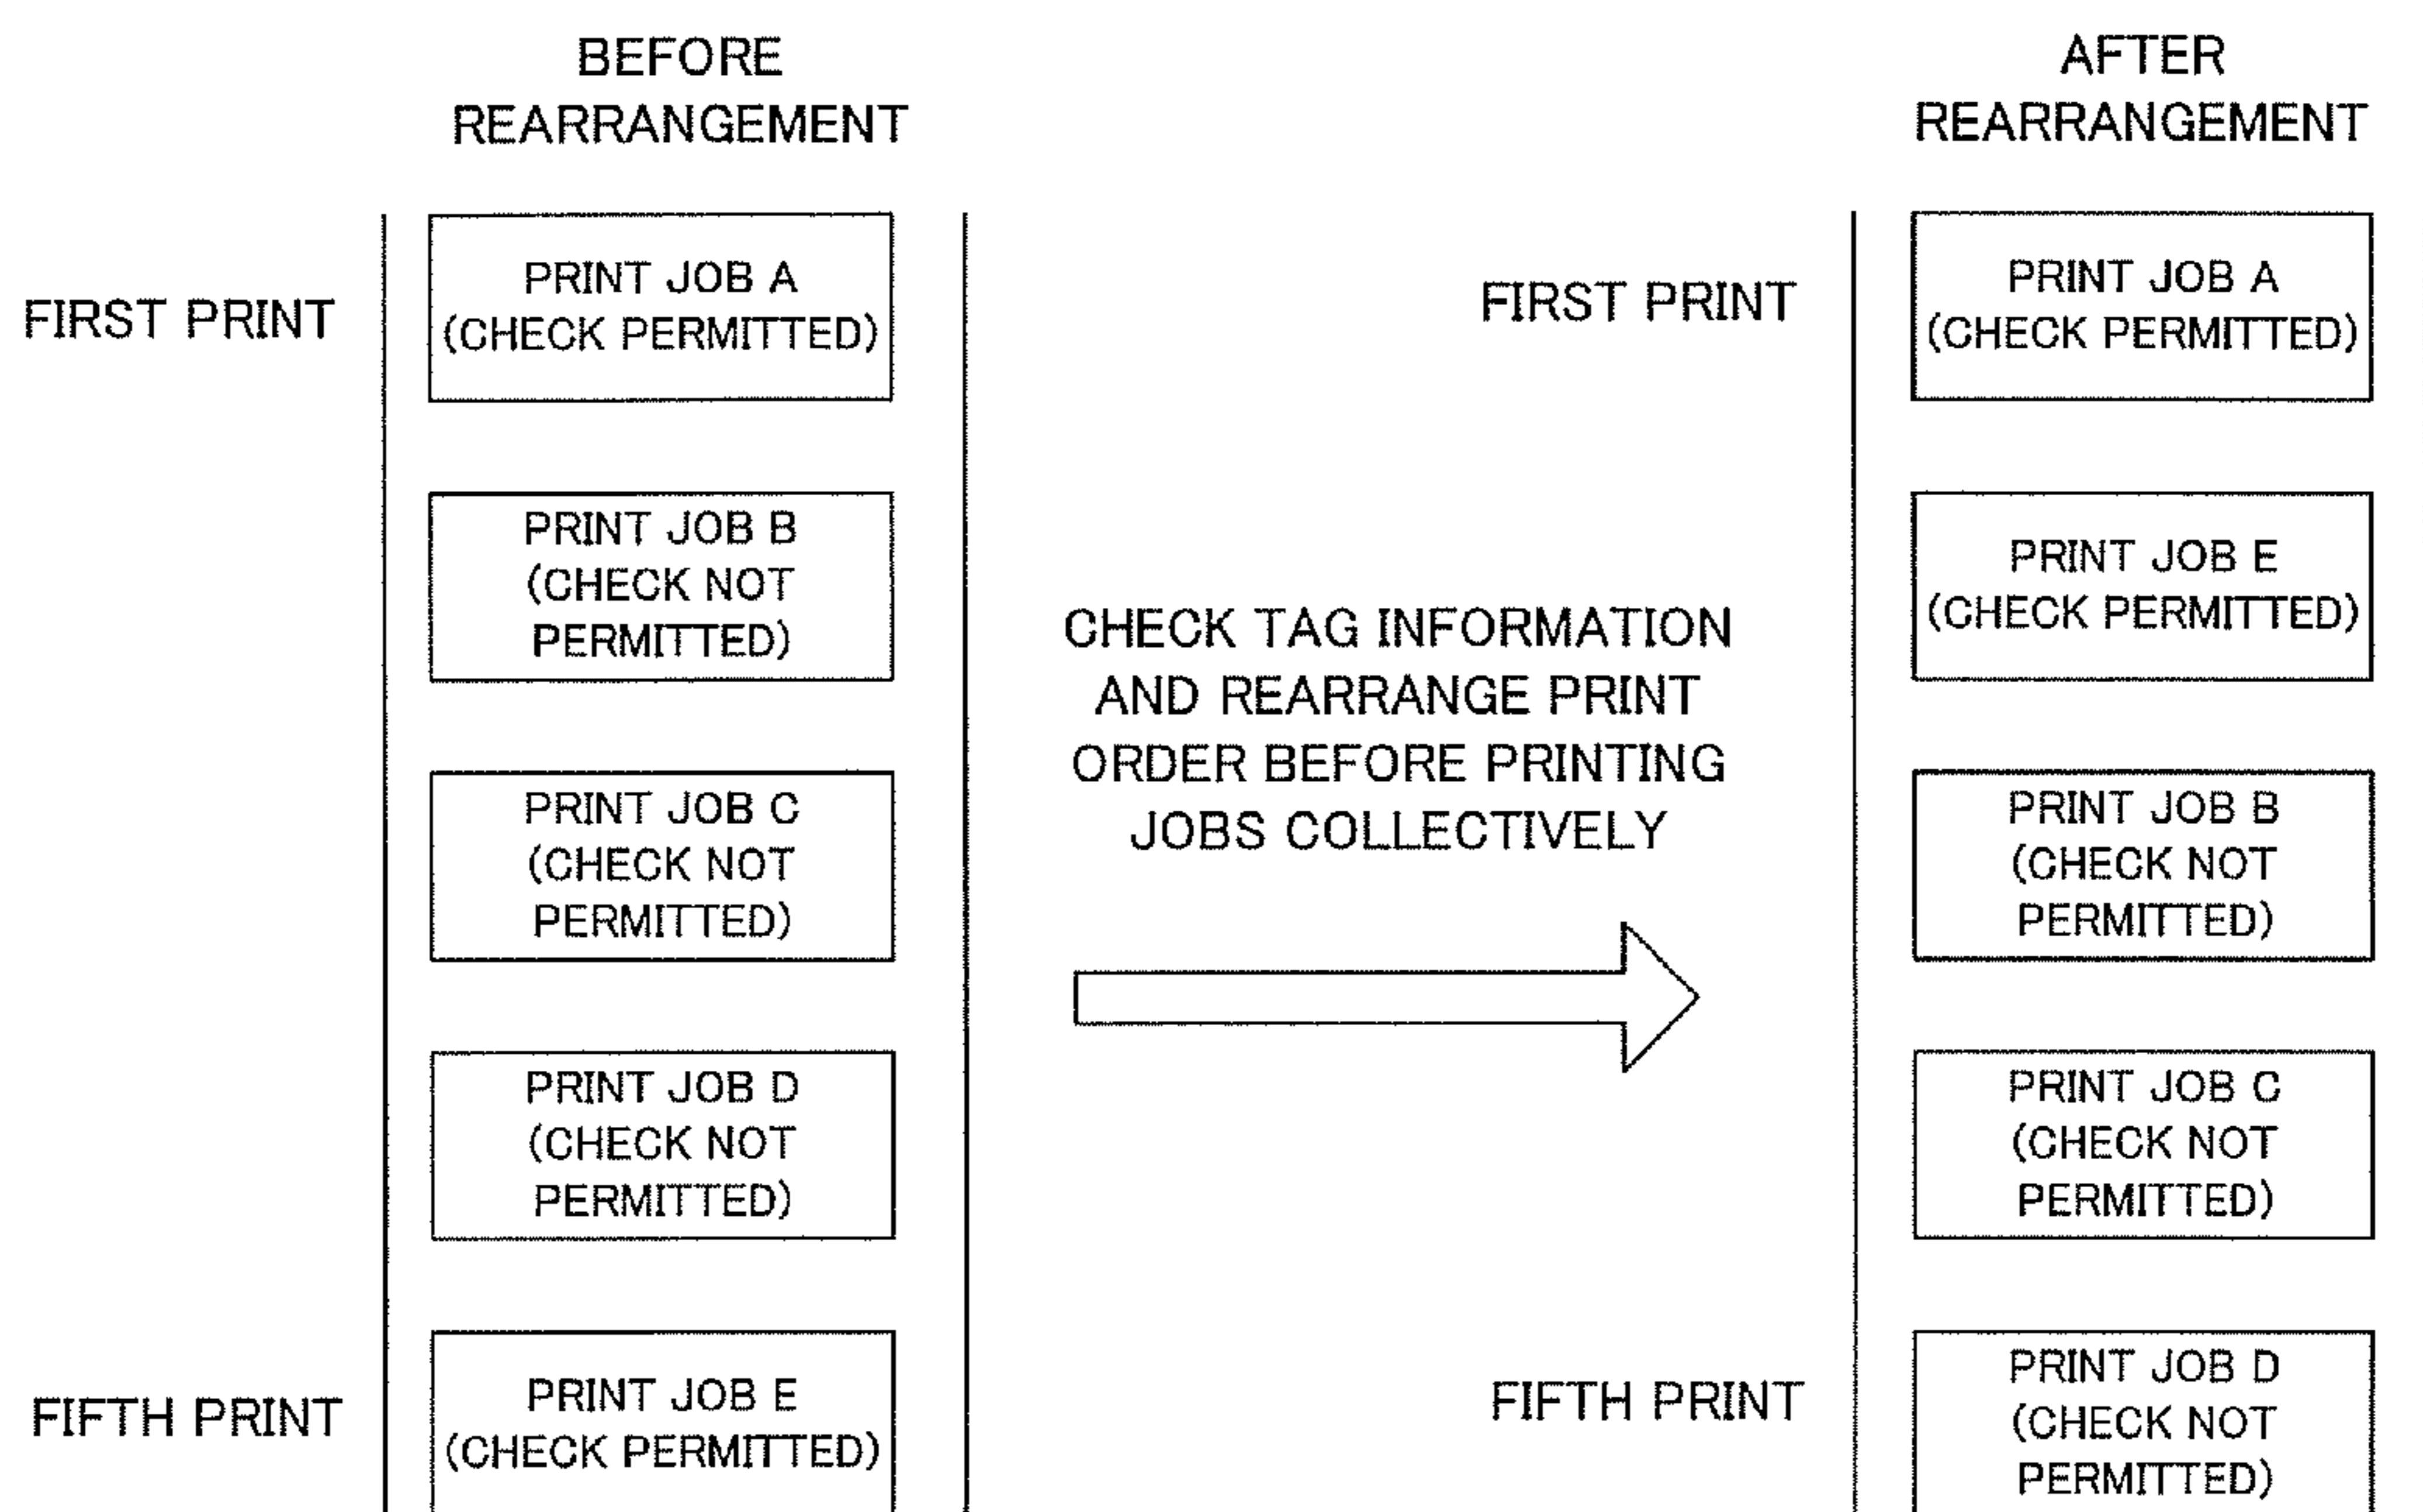 BEFORE
REARRANGEMENT
FIRST PRINT
PRINT JOB A
(CHECK PERMITTED)
PRINT JOB B
(CHECK NOT
PERMITTED)
PRINT JOB C
(CHECK NOT
PERMITTED)
PRINT JOB D
(CHECK NOT
PERMITTED)
FIFTH PRINT
PRINT JOB E
(CHECK PERMITTED)
CHECK TAG INFORMATION
AND REARRANGE PRINT
ORDER BEFORE PRINTING
JOBS COLLECTIVELY
AFTER
REARRANGEMENT
FIRST PRINT
PRINT JOB A
(CHECK PERMITTED)
PRINT JOB E
(CHECK PERMITTED)
PRINT JOB B
(CHECK NOT
PERMITTED)
PRINT JOB C
(CHECK NOT
PERMITTED)
FIFTH PRINT
PRINT JOB D
(CHECK NOT
PERMITTED)